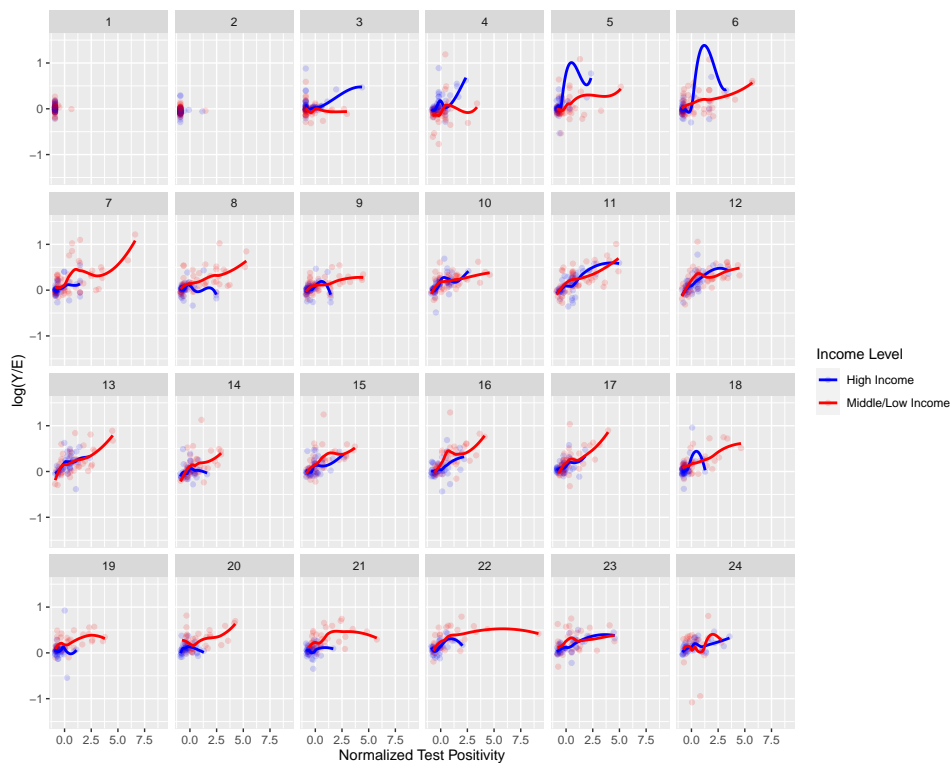 1 2 3 4 5 6
1
0
−1
7 8 9 10 11 12
1
0
−1
13 14 15 16 17 18
1
0
−1
19 20 21 22 23 24
1
0
−1
0.0 2.5 5.0 7.5 0.0 2.5 5.0 7.5 0.0 2.5 5.0 7.5 0.0 2.5 5.0 7.5 0.0 2.5 5.0 7.5 0.0 2.5 5.0 7.5
Normalized Test Positivity
log(Y/E)
Income Level
High Income
Middle/Low Income